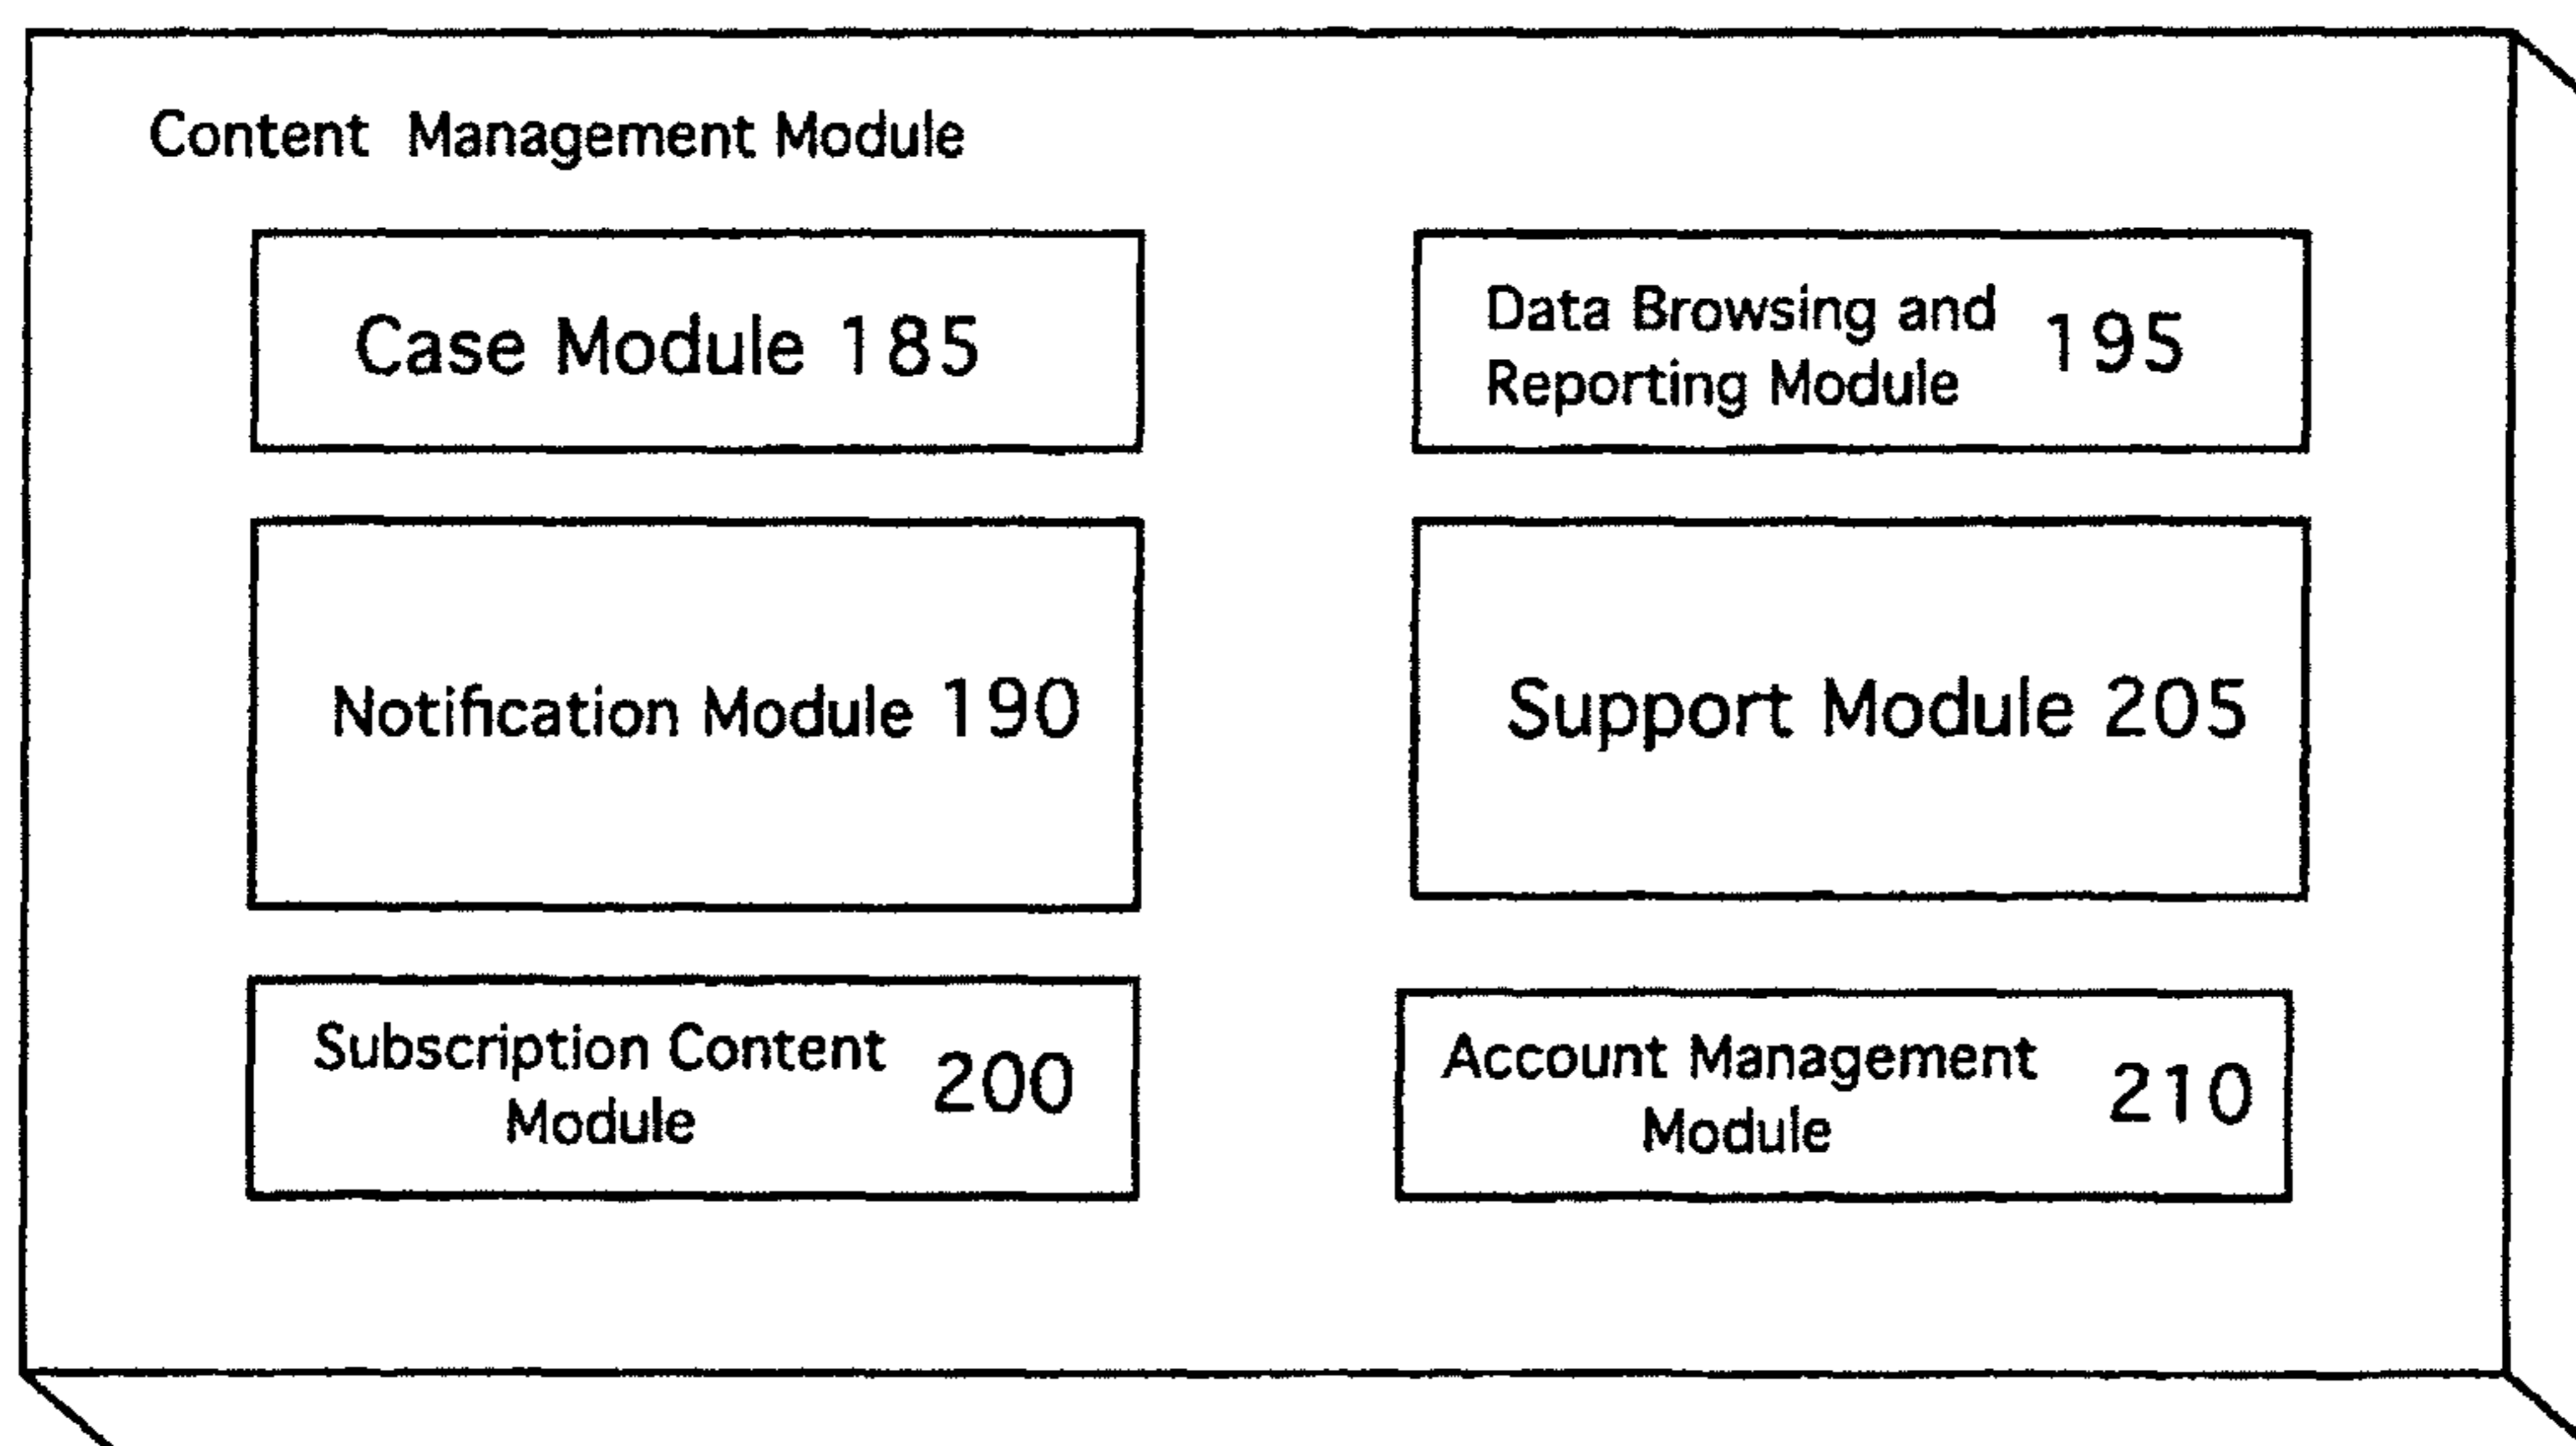 Content Management Module
Case Module 185
Data Browsing and
Reporting Module
195
Notification Module 190
Support Module 205
Subscription Content
Module
200
Account Management
Module
210